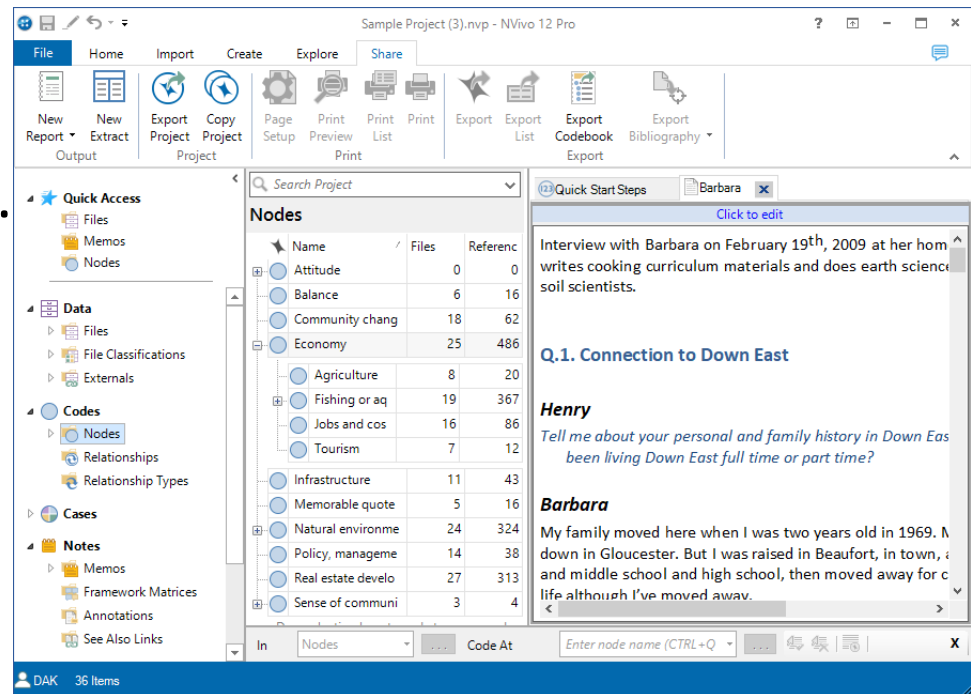 Sample Project (3).nvp - NVivo 12 Pro
?
File Home Import Create Explore Share
New Report
New Extract
Export Project
Copy Project
Page Setup
Print Preview
Print List
Print
Export
Export List
Export Codebook
Export Bibliography
Output Project Print Export
Quick Access
Files
Memos
Nodes
Data
Files
File Classifications
Externals
Codes
Nodes
Relationships
Relationship Types
Cases
Notes
Memos
Framework Matrices
Annotations
See Also Links
Search Project
Nodes
Name Files Referenc
Attitude 0 0
Balance 6 16
Community chang 18 62
Economy 25 486
Agriculture 8 20
Fishing or aq 19 367
Jobs and cos 16 86
Tourism 7 12
Infrastructure 11 43
Memorable quote 5 16
Natural environme 24 324
Policy, manageme 14 38
Real estate develo 27 313
Sense of communi 3 4
123 Quick Start Steps Barbara x
Click to edit
Interview with Barbara on February 19th, 2009 at her hom
writes cooking curriculum materials and does earth science
soil scientists.
Q.1. Connection to Down East
Henry
Tell me about your personal and family history in Down Eas
been living Down East full time or part time?
Barbara
My family moved here when I was two years old in 1969. M
down in Gloucester. But I was raised in Beaufort, in town,
and middle school and high school, then moved away for c
life although I've moved away.
In Nodes ... Code At Enter node name (CTRL+Q ... X
DAK 36 Items